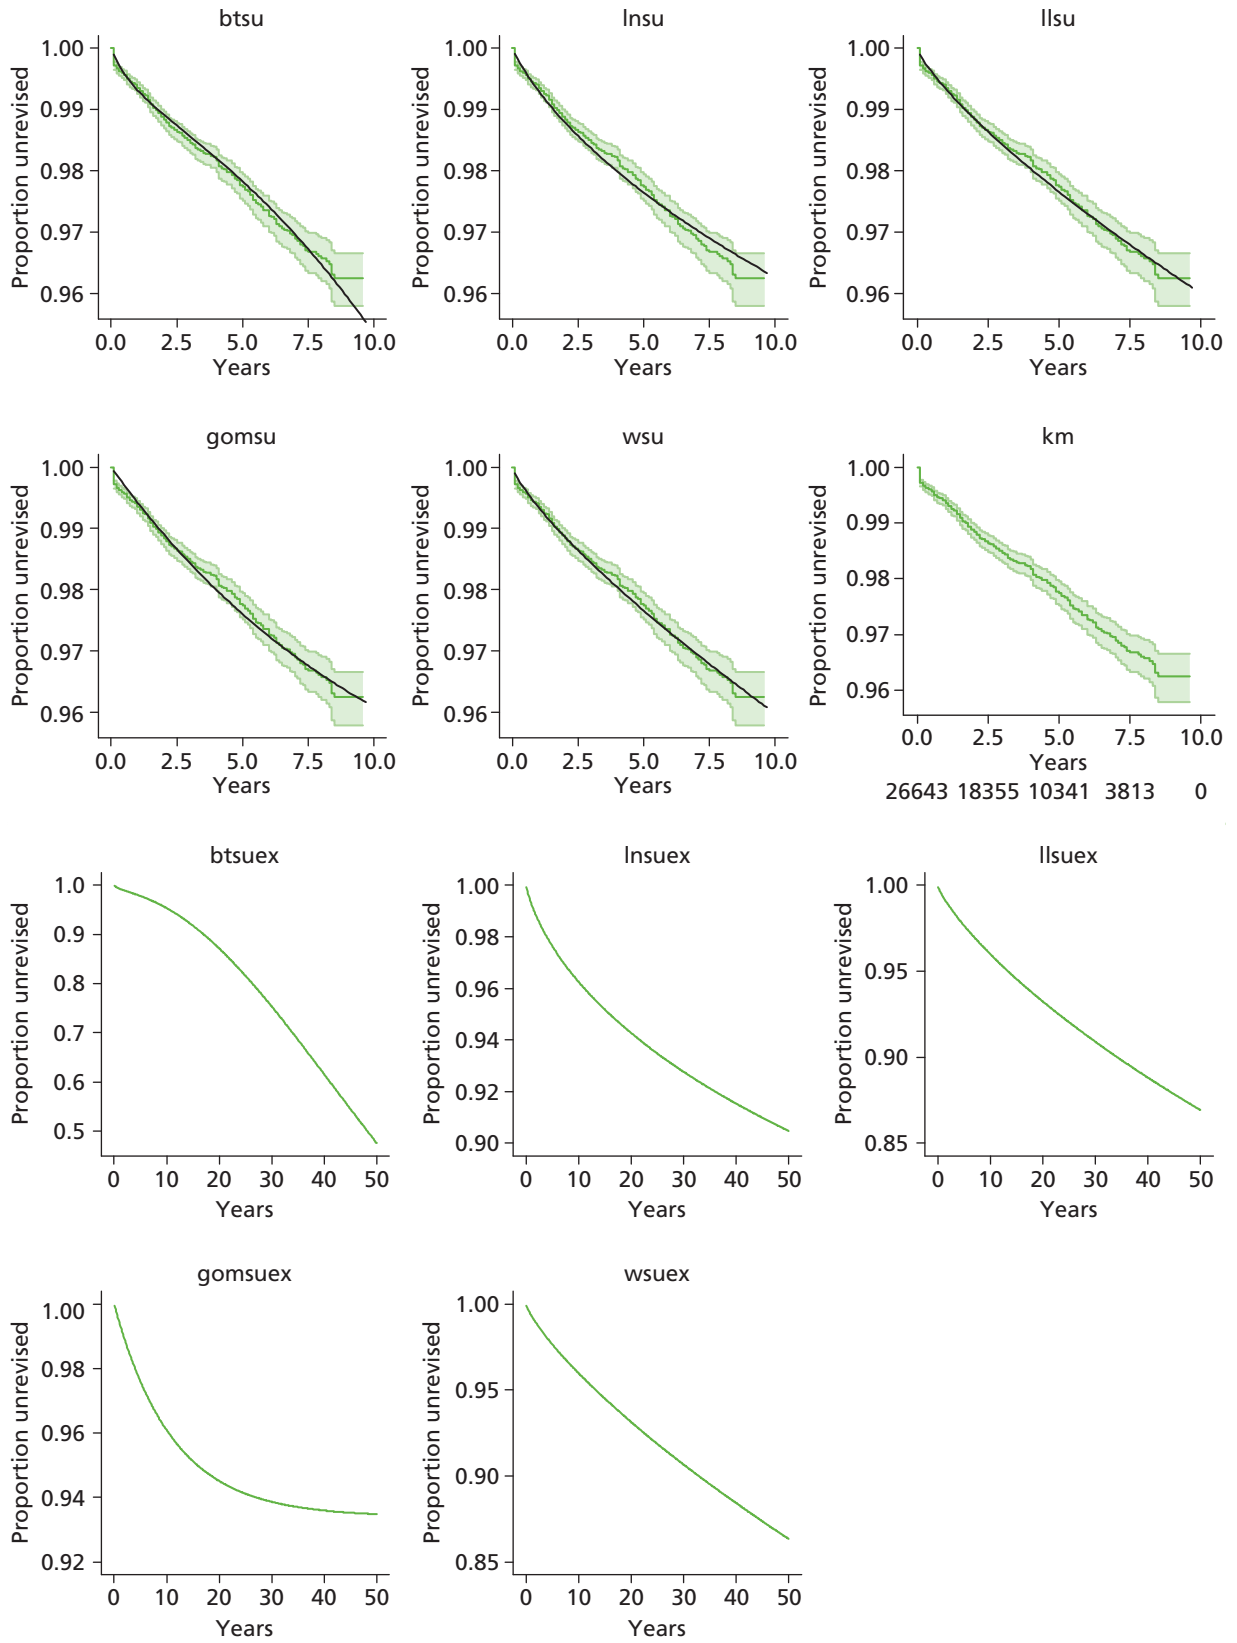 btsu
lnsu
llsu
Proportion unrevised
1.00
0.99
0.98
0.97
0.96
0.0 2.5 5.0 7.5 10.0
Years
Proportion unrevised
1.00
0.99
0.98
0.97
0.96
0.0 2.5 5.0 7.5 10.0
Years
Proportion unrevised
1.00
0.99
0.98
0.97
0.96
0.0 2.5 5.0 7.5 10.0
Years
gomsu
wsu
km
Proportion unrevised
1.00
0.99
0.98
0.97
0.96
0.0 2.5 5.0 7.5 10.0
Years
Proportion unrevised
1.00
0.99
0.98
0.97
0.96
0.0 2.5 5.0 7.5 10.0
Years
Proportion unrevised
1.00
0.99
0.98
0.97
0.96
0.0 2.5 5.0 7.5 10.0
Years
26643 18355 10341 3813 0
btsuex
lnsuex
llsuex
Proportion unrevised
1.0
0.9
0.8
0.7
0.6
0.5
0 10 20 30 40 50
Years
Proportion unrevised
1.00
0.98
0.96
0.94
0.92
0.90
0 10 20 30 40 50
Years
Proportion unrevised
1.00
0.95
0.90
0.85
0 10 20 30 40 50
Years
gomsuex
wsuex
Proportion unrevised
1.00
0.98
0.96
0.94
0.92
0 10 20 30 40 50
Years
Proportion unrevised
1.00
0.95
0.90
0.85
0 10 20 30 40 50
Years